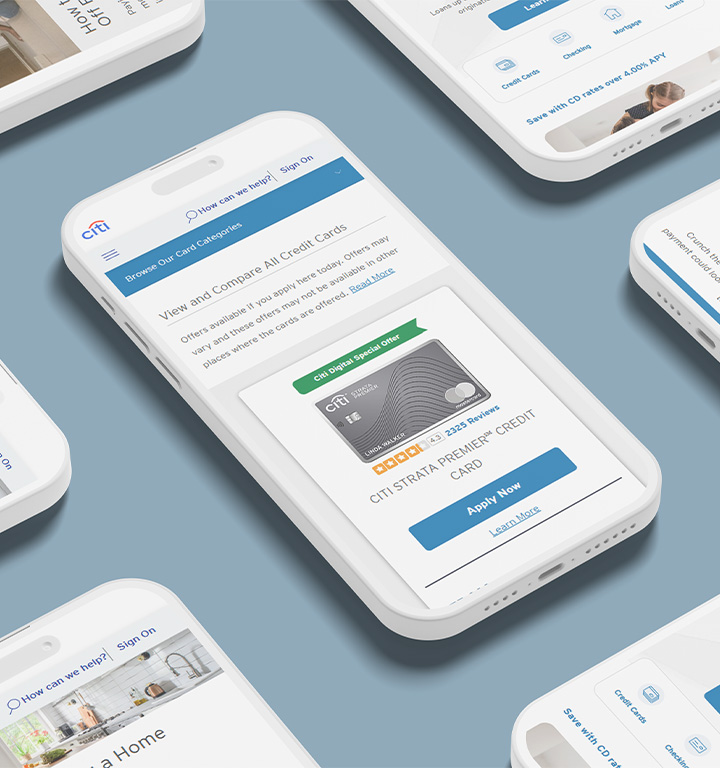 How t
off
Payi
Loans up
origina
Learn
Credit Cards
Checking
Mortgage
Loans
Save with CD rates over 4.00% APY
citi
How can we help?
Sign On
Browse Our Card Categories
View and Compare All Credit Cards
Offers available if you apply here today. Offers may
vary and these offers may not be available in other
places where the cards are offered. Read More
Citi Digital Special Offer
citi STRATA
PREMIER
LINDA WALKER
mastercard
4.3 2325 Reviews
CITI STRATA PREMIER℠ CREDIT
CARD
Apply Now
Learn More
Crunch the
payment could loo
n On
How can we help?
Sign On
a Home
Credit Cards
Checking
Save with CD rat